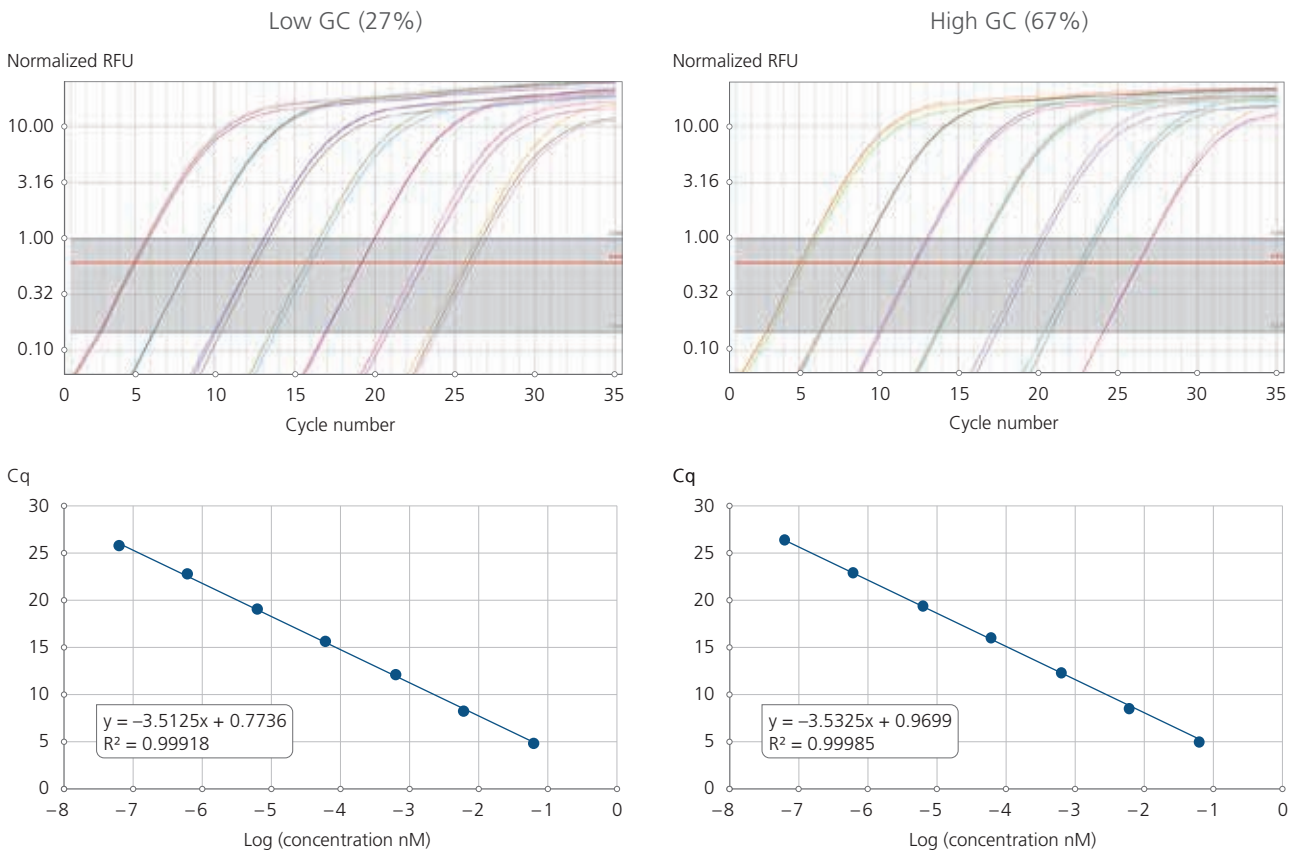 Low GC (27%)
Normalized RFU
10.00
3.16
1.00
0.32
0.10
0 5 10 15 20 25 30 35
Cycle number
High GC (67%)
Normalized RFU
10.00
3.16
1.00
0.32
0.10
0 5 10 15 20 25 30 35
Cycle number
Cq
30
25
20
15
10
5
0
y = –3.5125x + 0.7736
R² = 0.99918
–8 –7 –6 –5 –4 –3 –2 –1 0
Log (concentration nM)
Cq
30
25
20
15
10
5
0
y = –3.5325x + 0.9699
R² = 0.99985
–8 –7 –6 –5 –4 –3 –2 –1 0
Log (concentration nM)